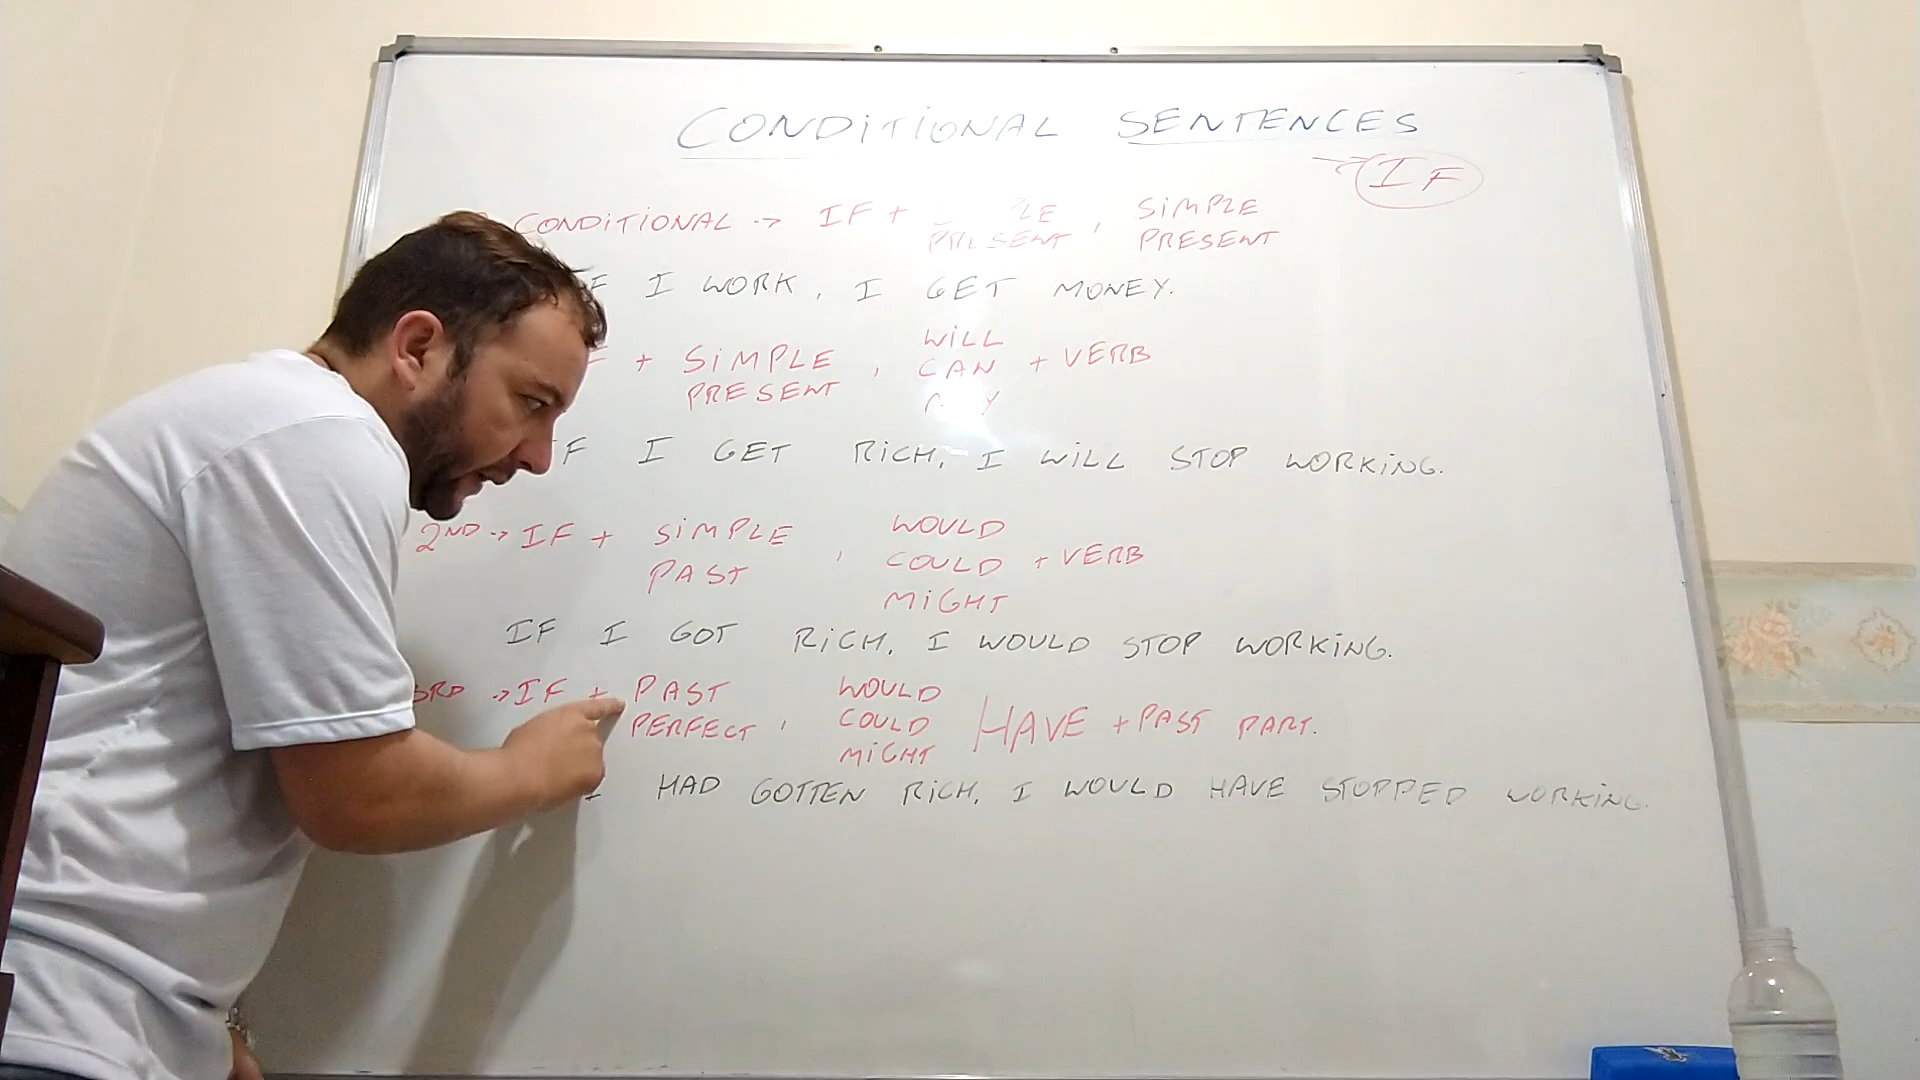 CONDITIONAL SENTENCES
→ IF
CONDITIONAL → IF + PRESENT , SIMPLE PRESENT
I WORK, I GET MONEY.
+ SIMPLE PRESENT , WILL CAN + VERB
IF I GET RICH, I WILL STOP WORKING.
2ND → IF + SIMPLE PAST , WOULD COULD MIGHT + VERB
IF I GOT RICH, I WOULD STOP WORKING.
3RD → IF + PAST PERFECT , WOULD COULD MIGHT HAVE + PAST PART.
I HAD GOTTEN RICH, I WOULD HAVE STOPPED WORKING.